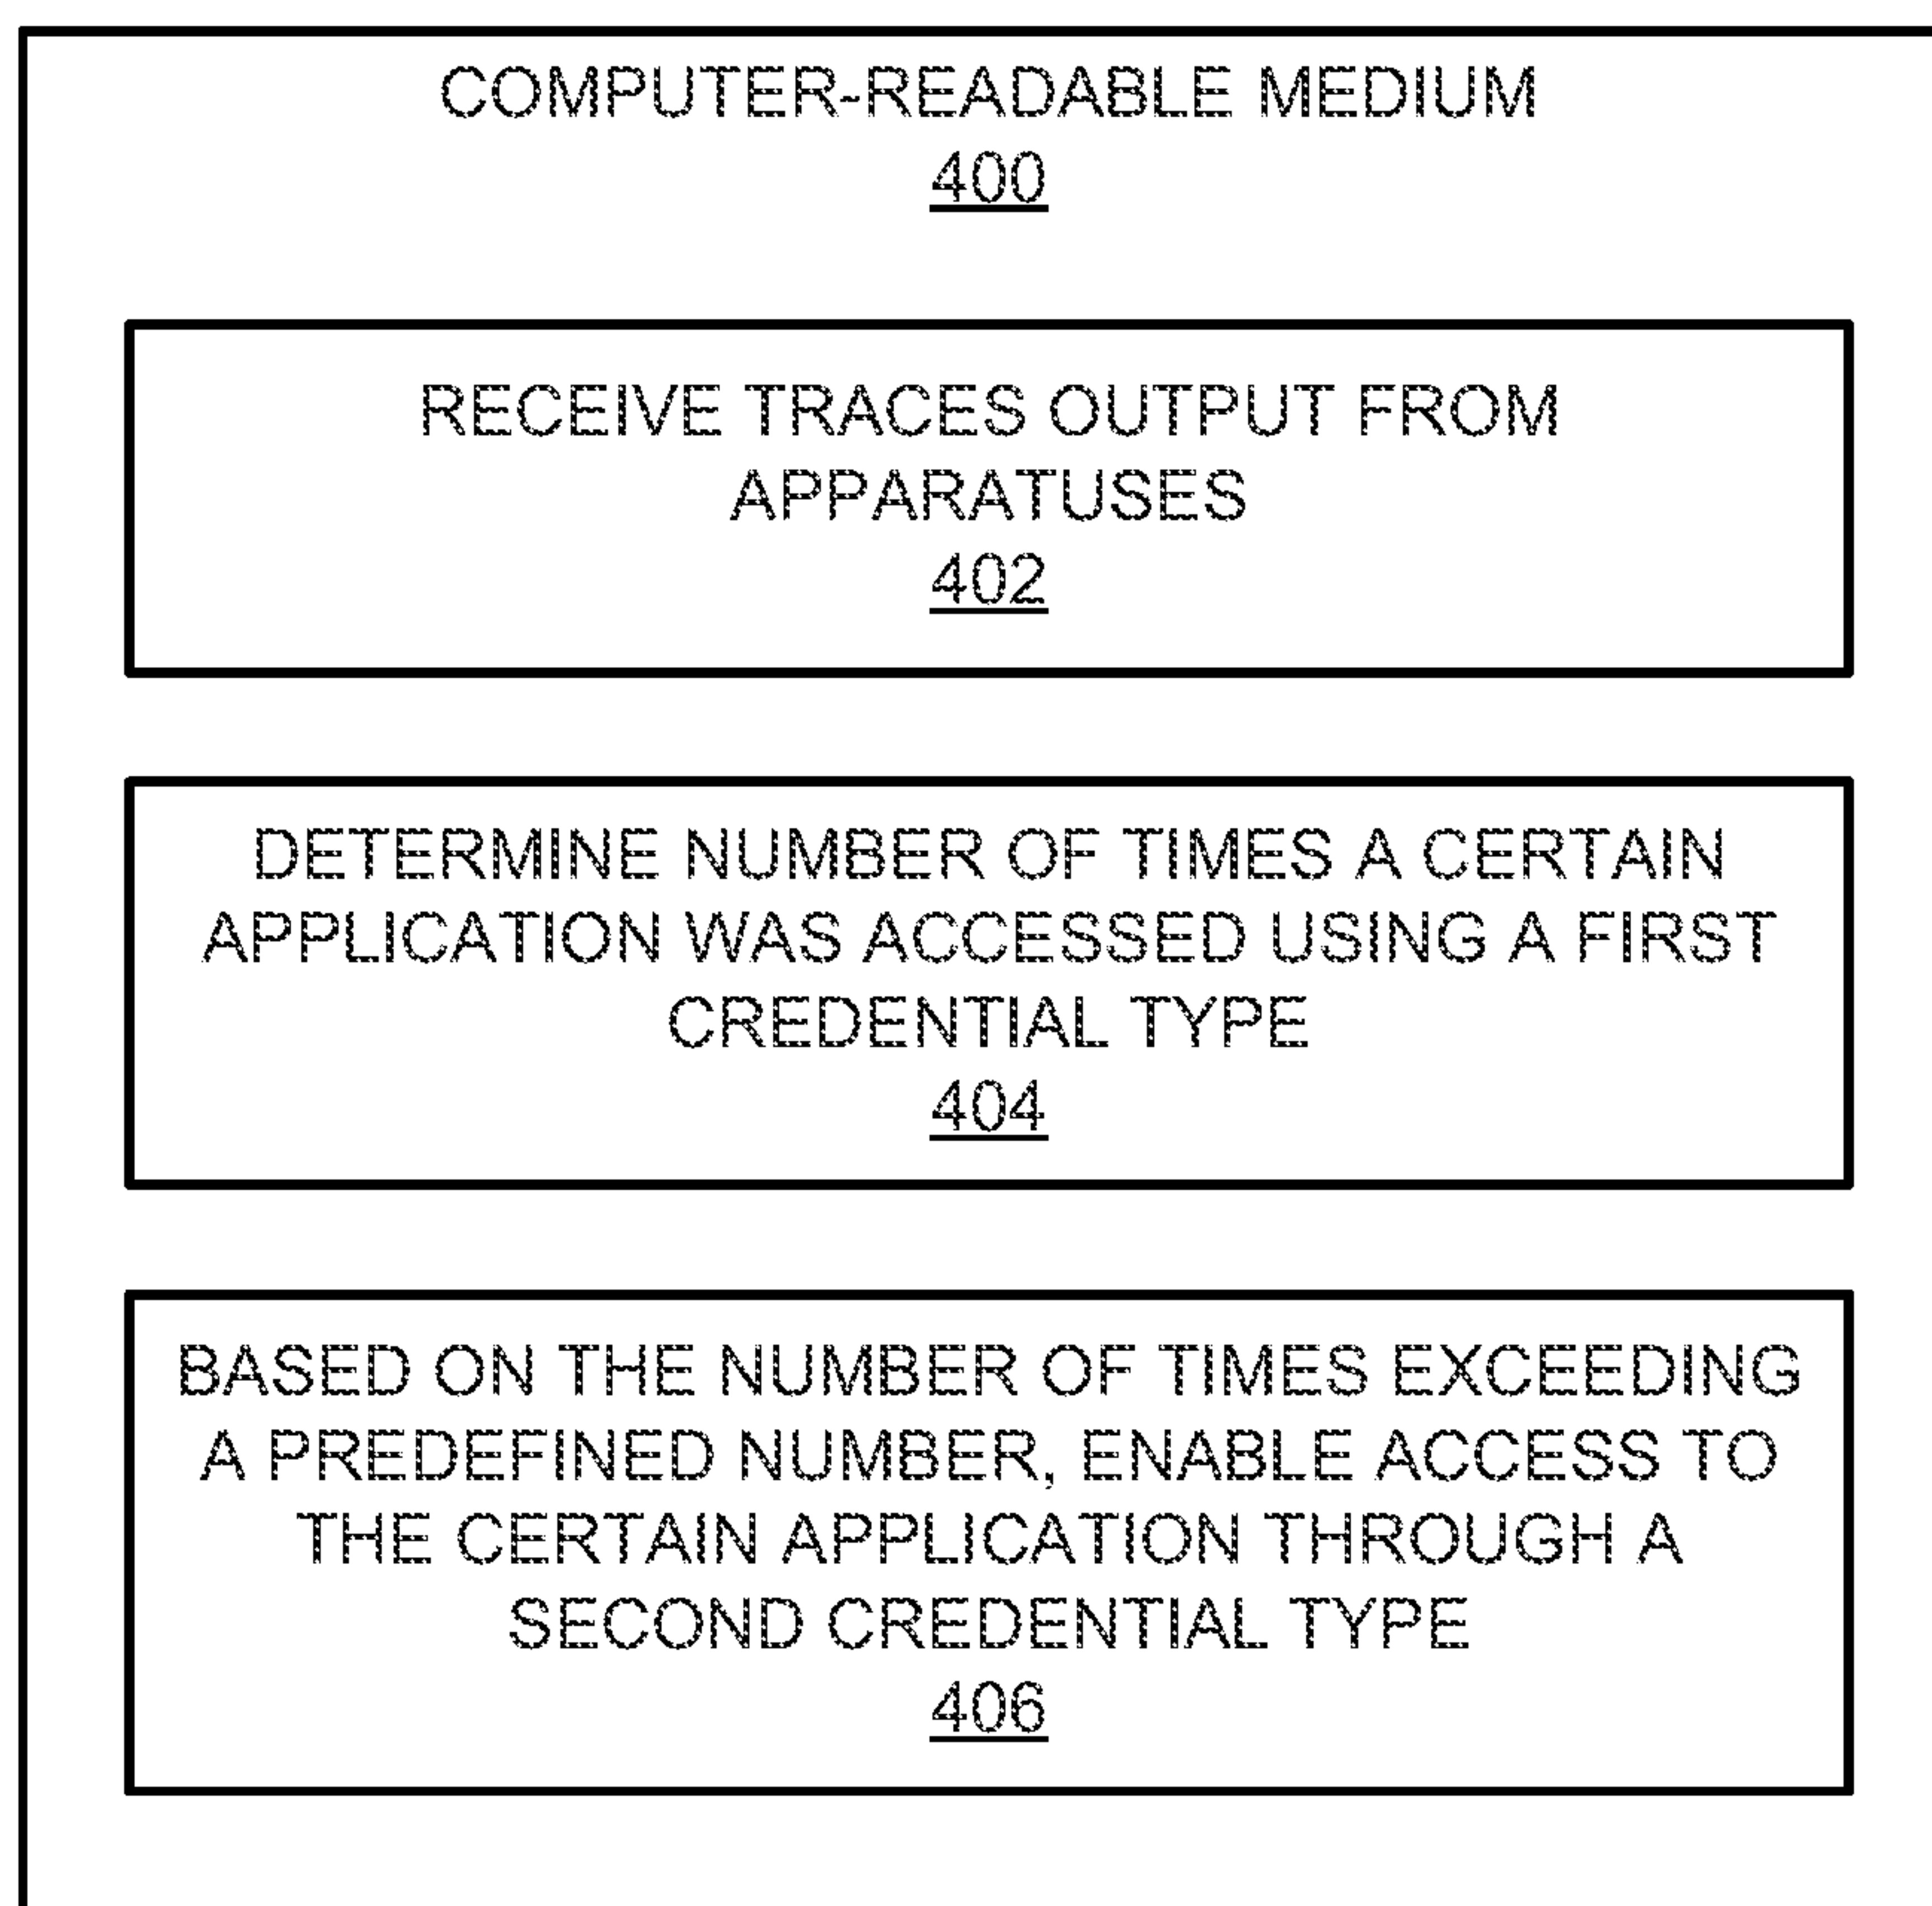 COMPUTER-READABLE MEDIUM
400
RECEIVE TRACES OUTPUT FROM
APPARATUSES
402
DETERMINE NUMBER OF TIMES A CERTAIN
APPLICATION WAS ACCESSED USING A FIRST
CREDENTIAL TYPE
404
BASED ON THE NUMBER OF TIMES EXCEEDING
A PREDEFINED NUMBER, ENABLE ACCESS TO
THE CERTAIN APPLICATION THROUGH A
SECOND CREDENTIAL TYPE
406